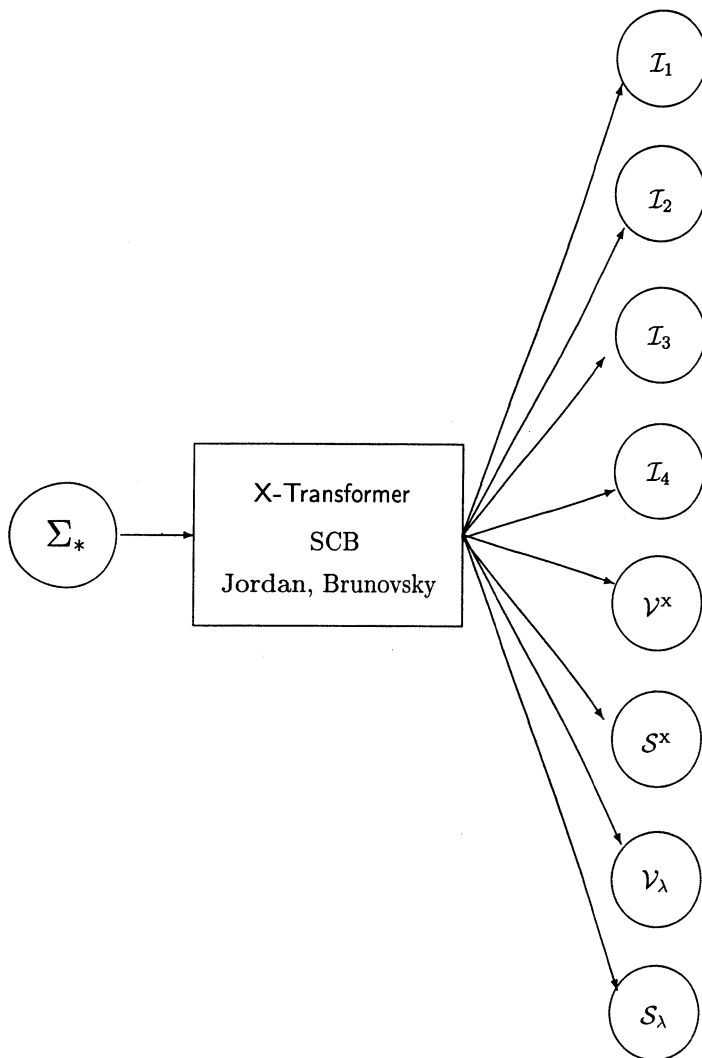 𝓘₁
𝓘₂
𝓘₃
𝓘₄
Σ*
X-Transformer
SCB
Jordan, Brunovsky
𝒱ˣ
𝒮ˣ
𝒱λ
𝒮λ